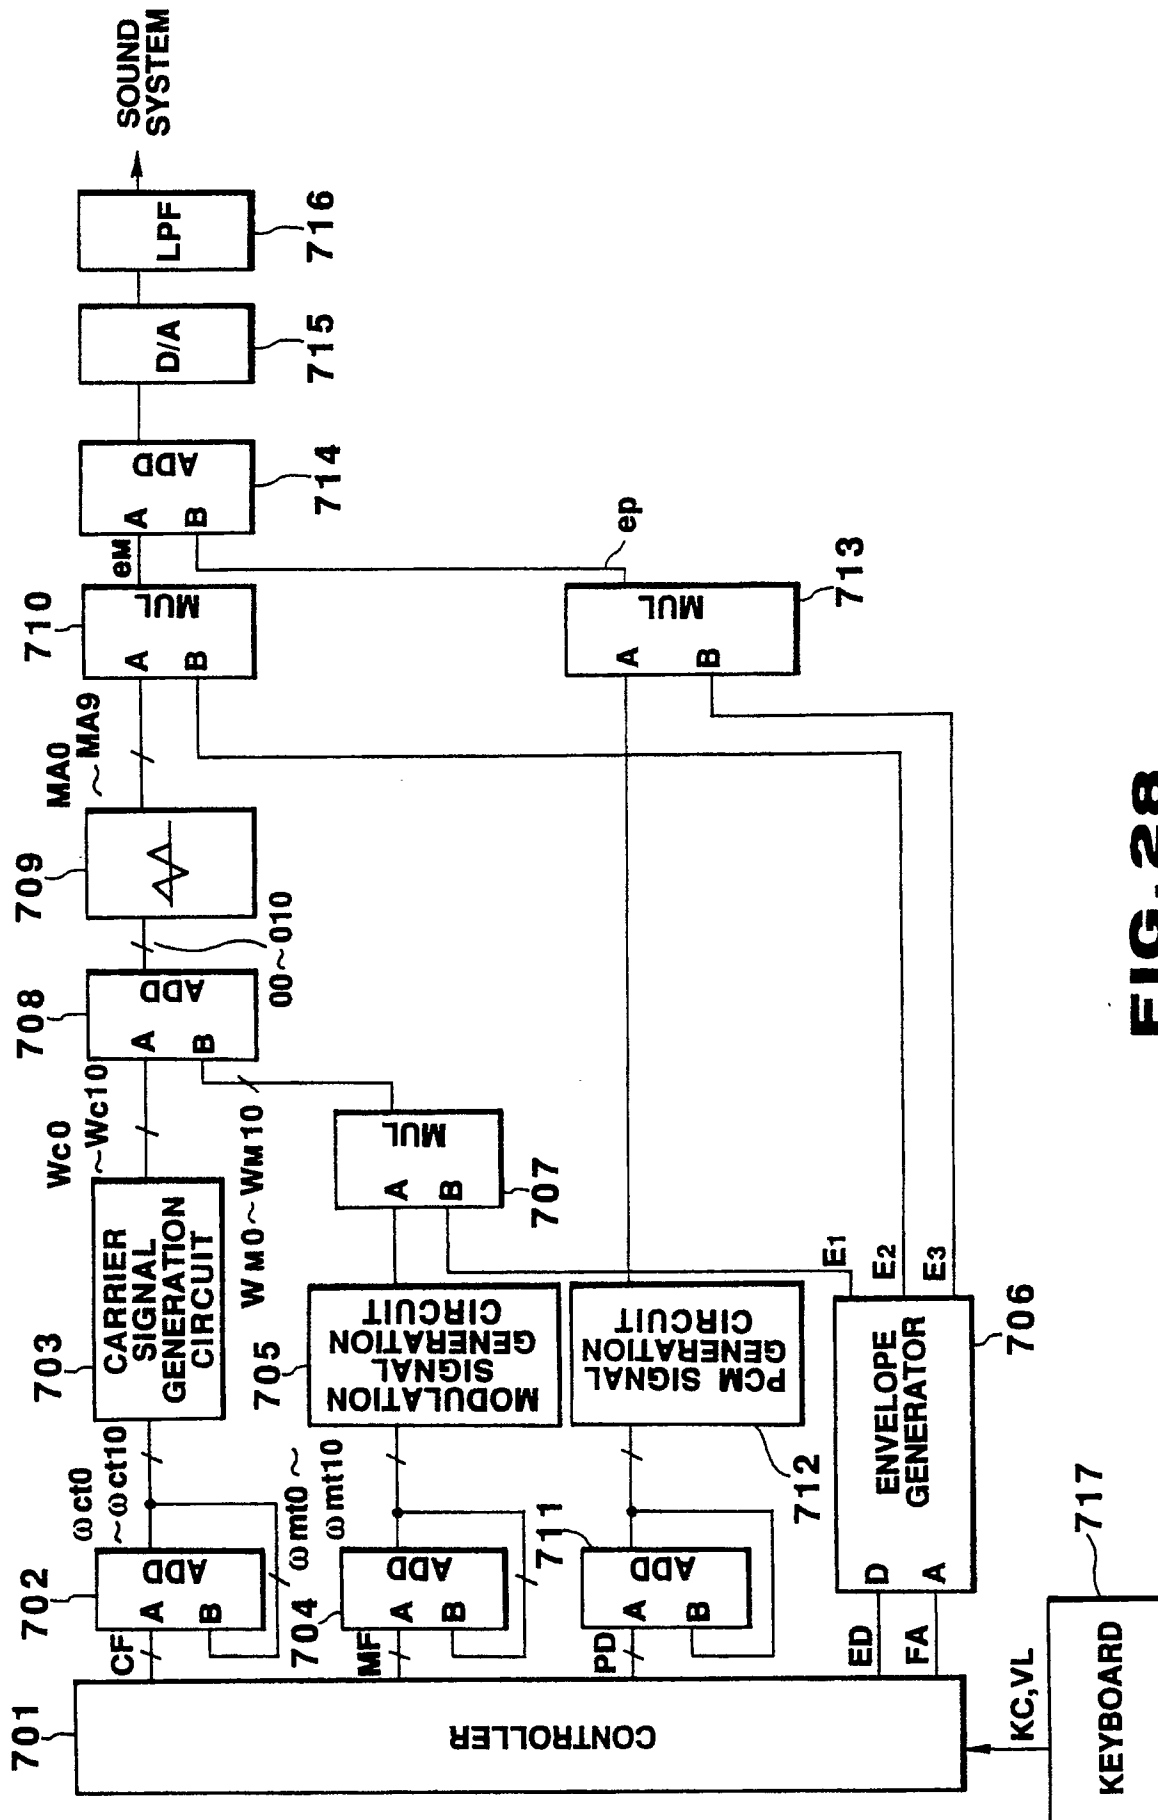 701
CONTROLLER
KC,VL
KEYBOARD
717
CF
MF
PD
ED
FA
702
ADD
A
B
ωct0
~ωct10
703
CARRIER
SIGNAL
GENERATION
CIRCUIT
Wc0
~Wc10
704
ADD
A
B
ωmt0~
ωmt10
705
MODULATION
SIGNAL
GENERATION
CIRCUIT
707
MUL
A
B
WM0~WM10
711
ADD
A
B
712
PCM SIGNAL
GENERATION
CIRCUIT
D
A
ENVELOPE
GENERATOR
706
E1
E2
E3
708
ADD
A
B
00~010
709
MA0
~MA9
710
MUL
A
B
eM
713
MUL
A
B
ep
714
ADD
A
B
715
D/A
716
LPF
SOUND
SYSTEM
FIG. 28